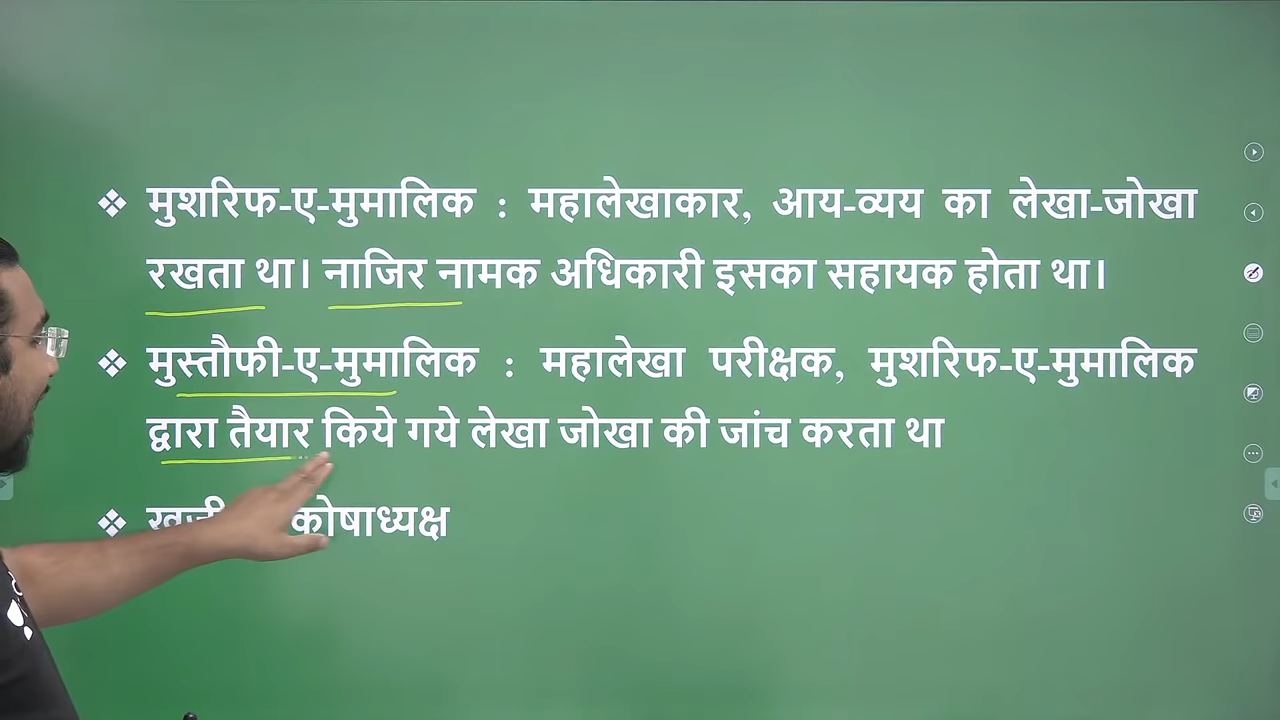 ❖ मुशरिफ-ए-मुमालिक : महालेखाकार, आय-व्यय का लेखा-जोखा
रखता था। नाजिर नामक अधिकारी इसका सहायक होता था।
❖ मुस्तौफी-ए-मुमालिक : महालेखा परीक्षक, मुशरिफ-ए-मुमालिक
द्वारा तैयार किये गये लेखा जोखा की जांच करता था
❖ कोषाध्यक्ष